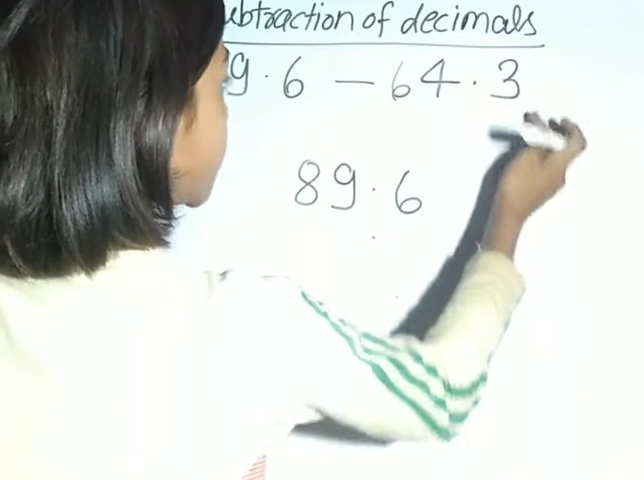 ubtraction of decimals
9.6 - 64.3
89.6